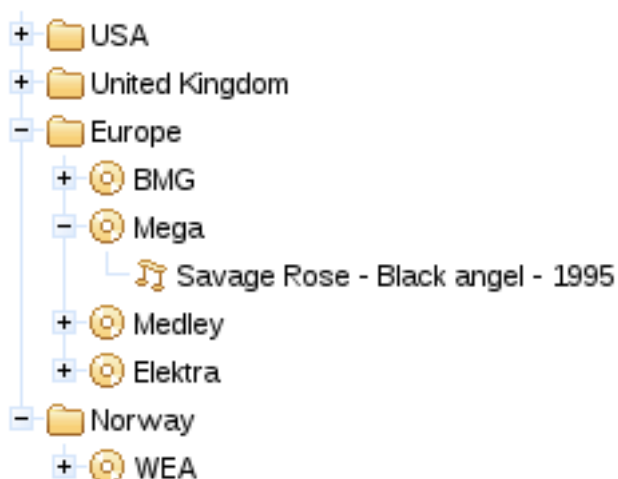 USA
United Kingdom
Europe
BMG
Mega
Savage Rose - Black angel - 1995
Medley
Elektra
Norway
WEA